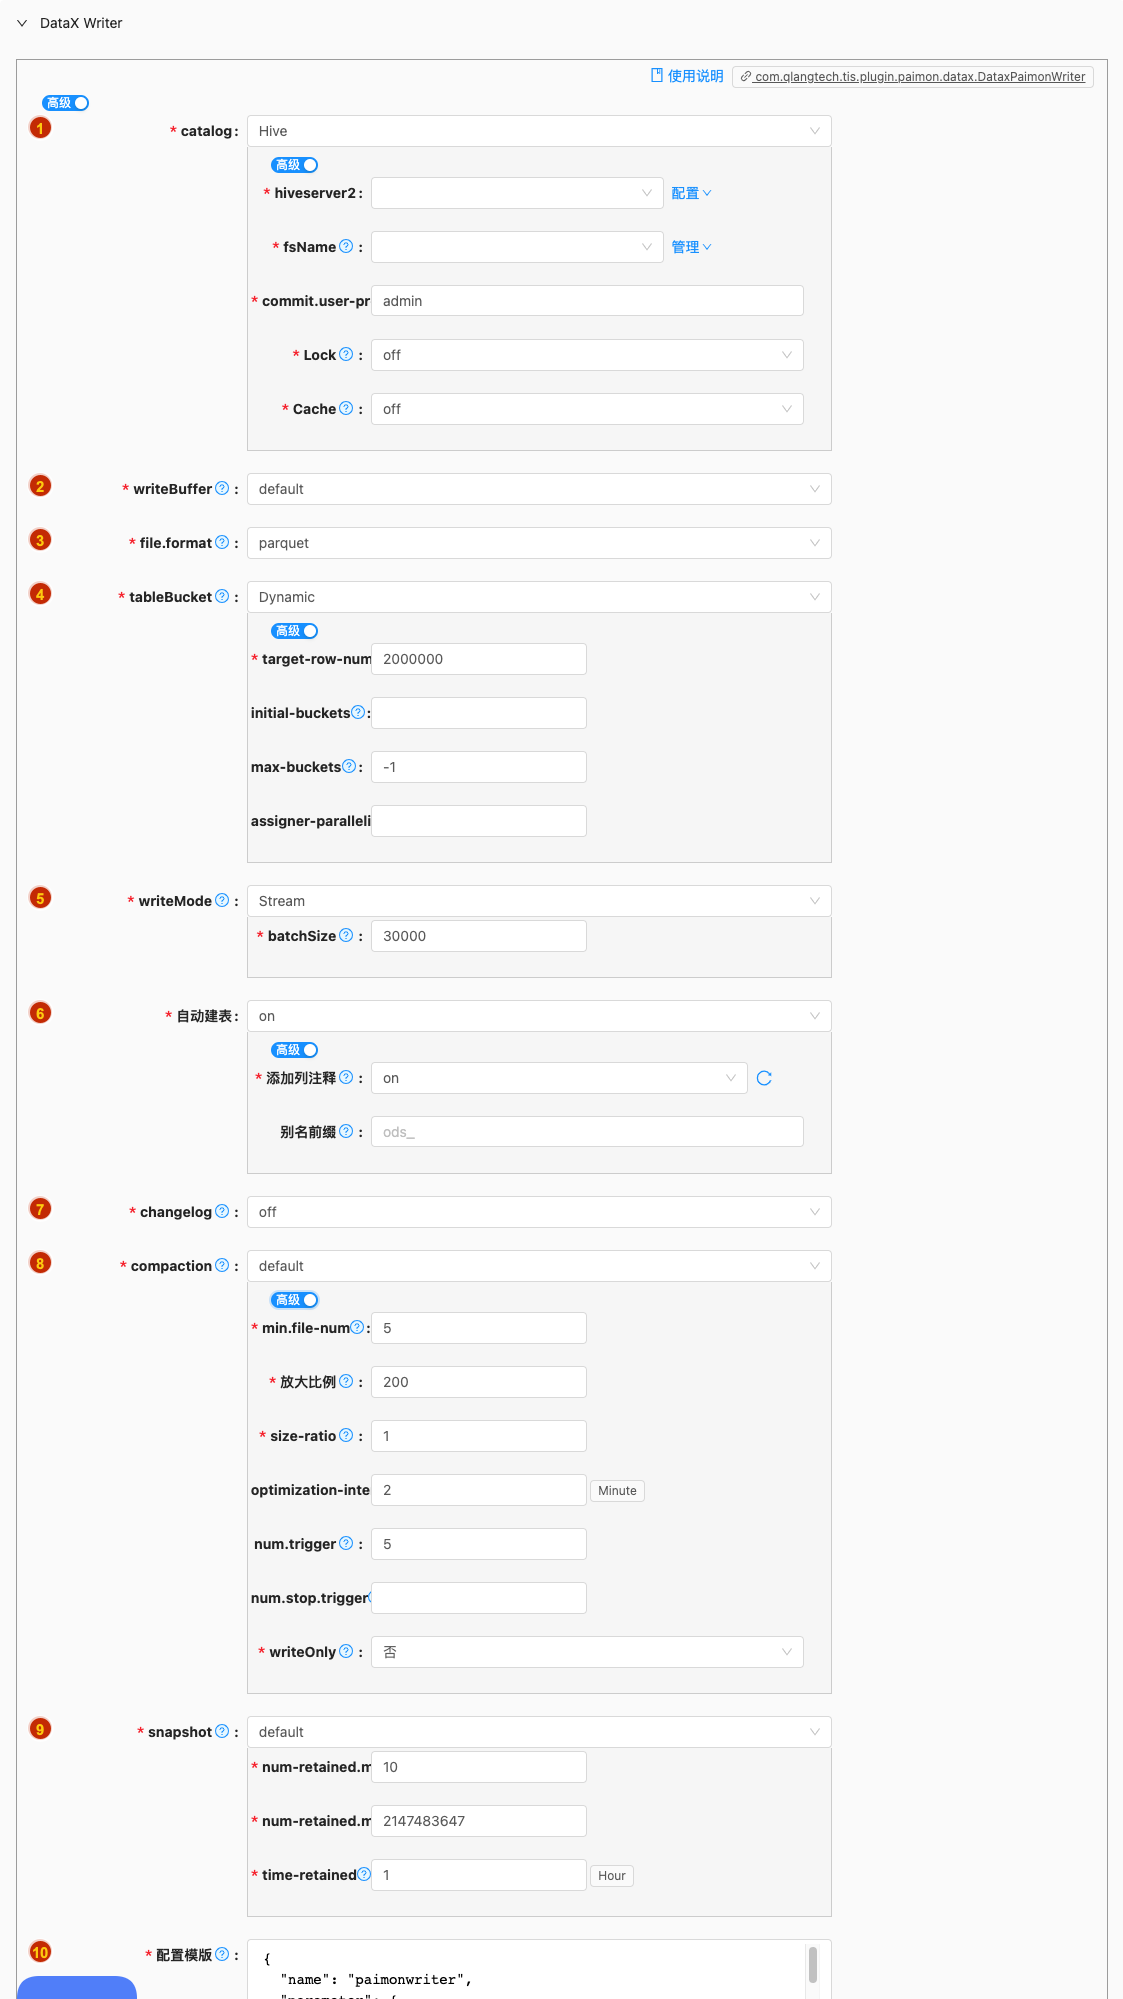 DataX Writer
使用说明 com.qlangtech.tis.plugin.paimon.datax.DataxPaimonWriter
高级
1 * catalog: Hive
高级
* hiveserver2: 配置
* fsName : 管理
* commit.user-pr admin
* Lock : off
* Cache : off
2 * writeBuffer : default
3 * file.format : parquet
4 * tableBucket : Dynamic
高级
* target-row-num 2000000
initial-buckets :
max-buckets : -1
assigner-paralleli
5 * writeMode : Stream
* batchSize : 30000
6 * 自动建表: on
高级
* 添加列注释 : on
别名前缀 : ods_
7 * changelog : off
8 * compaction : default
高级
* min.file-num : 5
* 放大比例 : 200
* size-ratio : 1
optimization-inte 2 Minute
num.trigger : 5
num.stop.trigger
* writeOnly : 否
9 * snapshot : default
* num-retained.m 10
* num-retained.m 2147483647
* time-retained 1 Hour
10 * 配置模版 : {
"name": "paimonwriter",